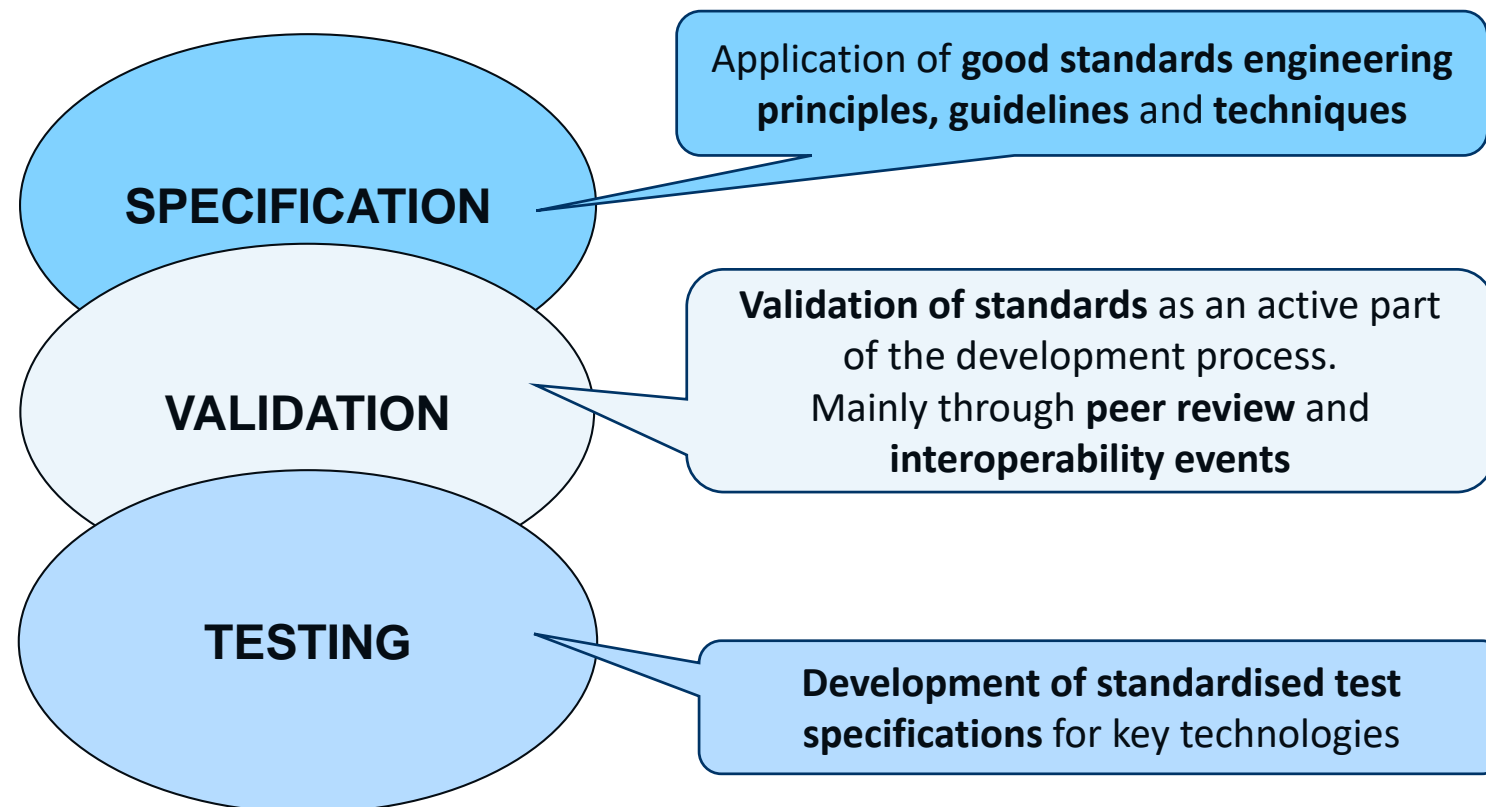 Application of good standards engineering
principles, guidelines and techniques
SPECIFICATION
Validation of standards as an active part
of the development process.
Mainly through peer review and
interoperability events
VALIDATION
TESTING
Development of standardised test
specifications for key technologies